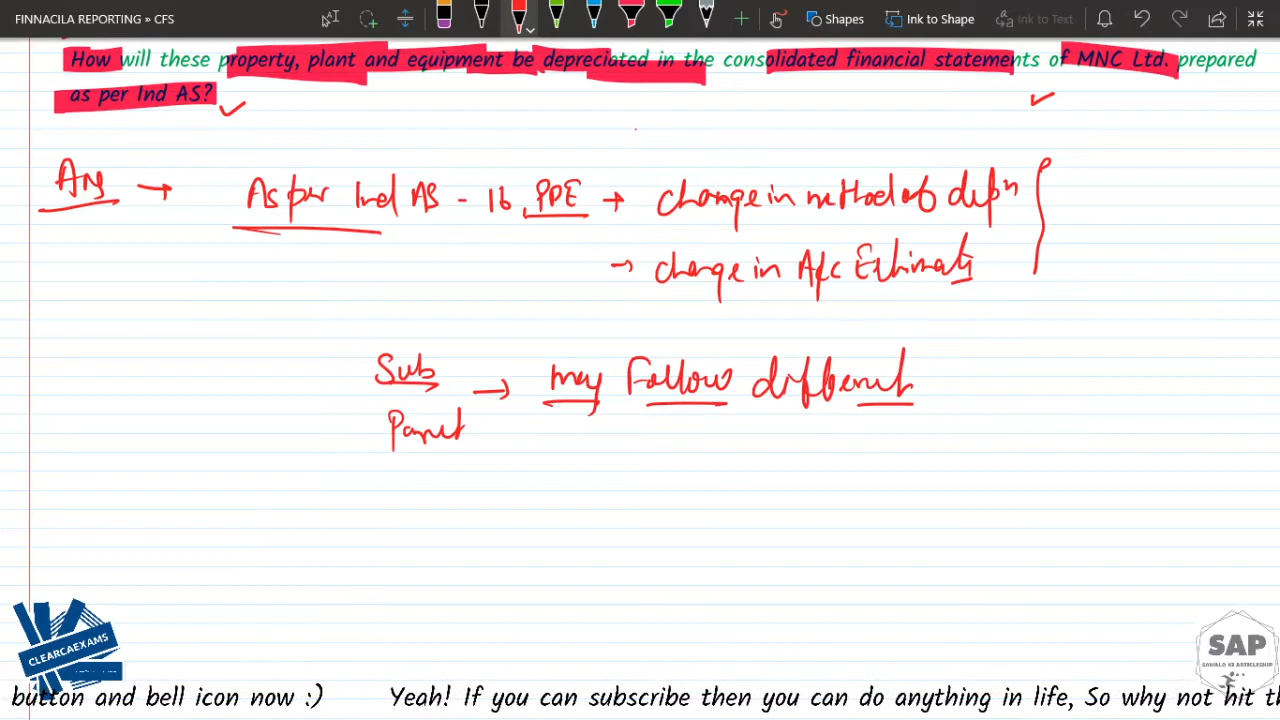 FINNACILA REPORTING » CFS
Shapes
Ink to Shape
Ink to Text
How will these property, plant and equipment be depreciated in the consolidated financial statements of MNC Ltd. prepared
as per Ind AS?
Ans → As per Ind AS - 16, PPE → change in method of depn
→ change in A/c Estimate
Sub → may Follow different
Parent
CLEARCAEXAMS
SAP
SAWAAL KE ARTICLESHIP
button and bell icon now :) Yeah! If you can subscribe then you can do anything in life, So why not hit th